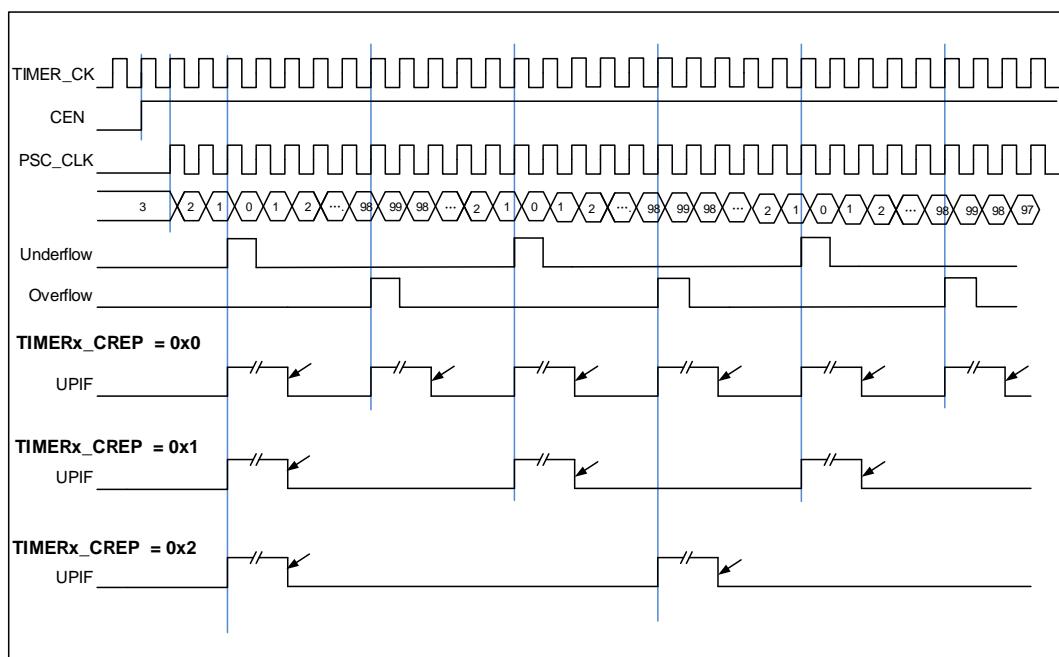 TIMER_CK
CEN
PSC_CLK
3 2 1 0 1 2 .... 98 99 98 ... 2 1 0 1 2 .... 98 99 98 ... 2 1 0 1 2 ... 98 99 98 97
Underflow
Overflow
TIMERx_CREP = 0x0
UPIF
TIMERx_CREP = 0x1
UPIF
TIMERx_CREP = 0x2
UPIF